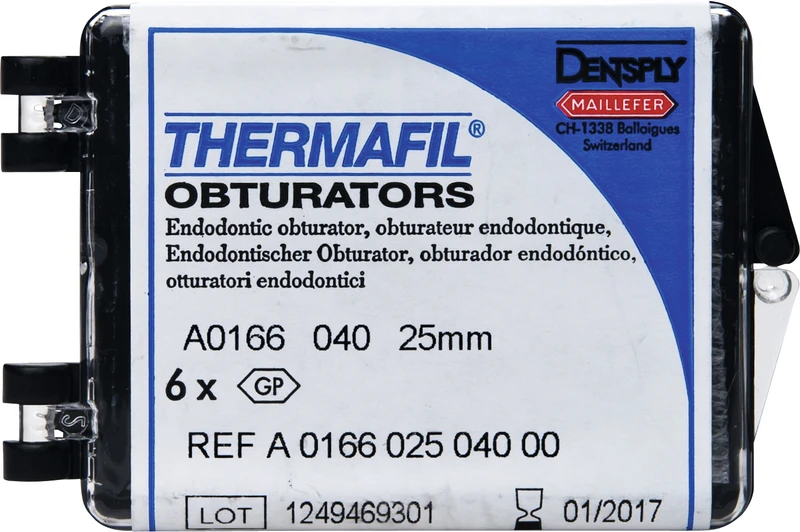 DENTSPLY
MAILLEFER
CH-1338 Ballaigues
Switzerland
THERMAFIL®
OBTURATORS
Endodontic obturator, obturateur endodontique,
Endodontischer Obturator, obturador endodóntico,
otturatori endodontici
A0166 040 25mm
6 x GP
REF A 0166 025 040 00
LOT 1249469301 01/2017